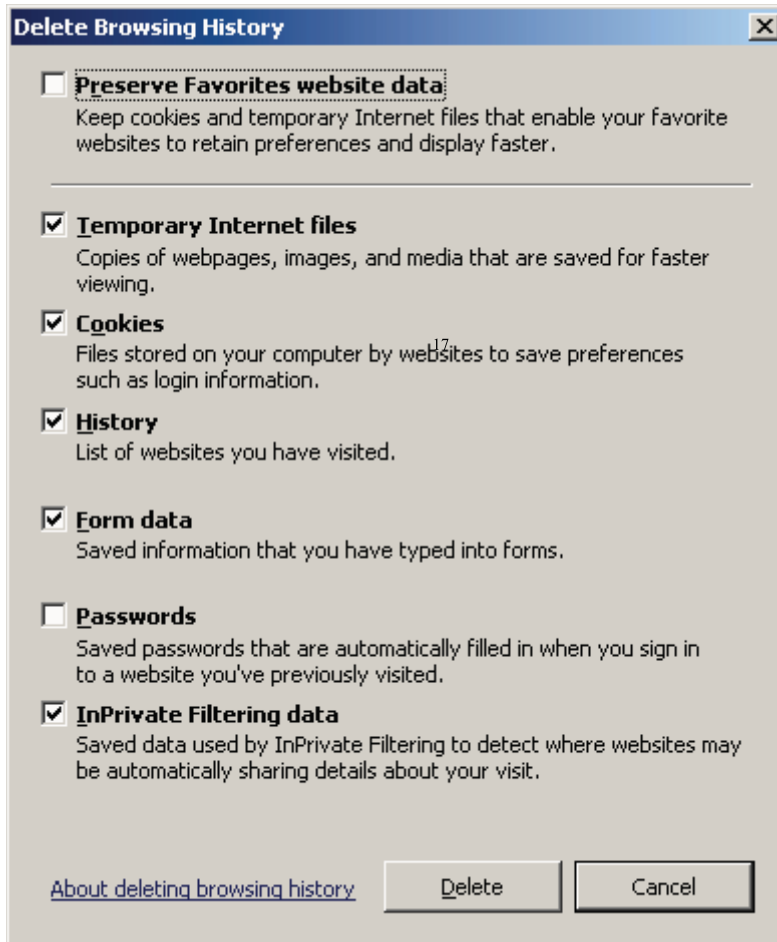 Delete Browsing History
Preserve Favorites website data
Keep cookies and temporary Internet files that enable your favorite
websites to retain preferences and display faster.
Temporary Internet files
Copies of webpages, images, and media that are saved for faster
viewing.
Cookies
17
Files stored on your computer by websites to save preferences
such as login information.
History
List of websites you have visited.
Form data
Saved information that you have typed into forms.
Passwords
Saved passwords that are automatically filled in when you sign in
to a website you've previously visited.
InPrivate Filtering data
Saved data used by InPrivate Filtering to detect where websites may
be automatically sharing details about your visit.
About deleting browsing history
Delete
Cancel